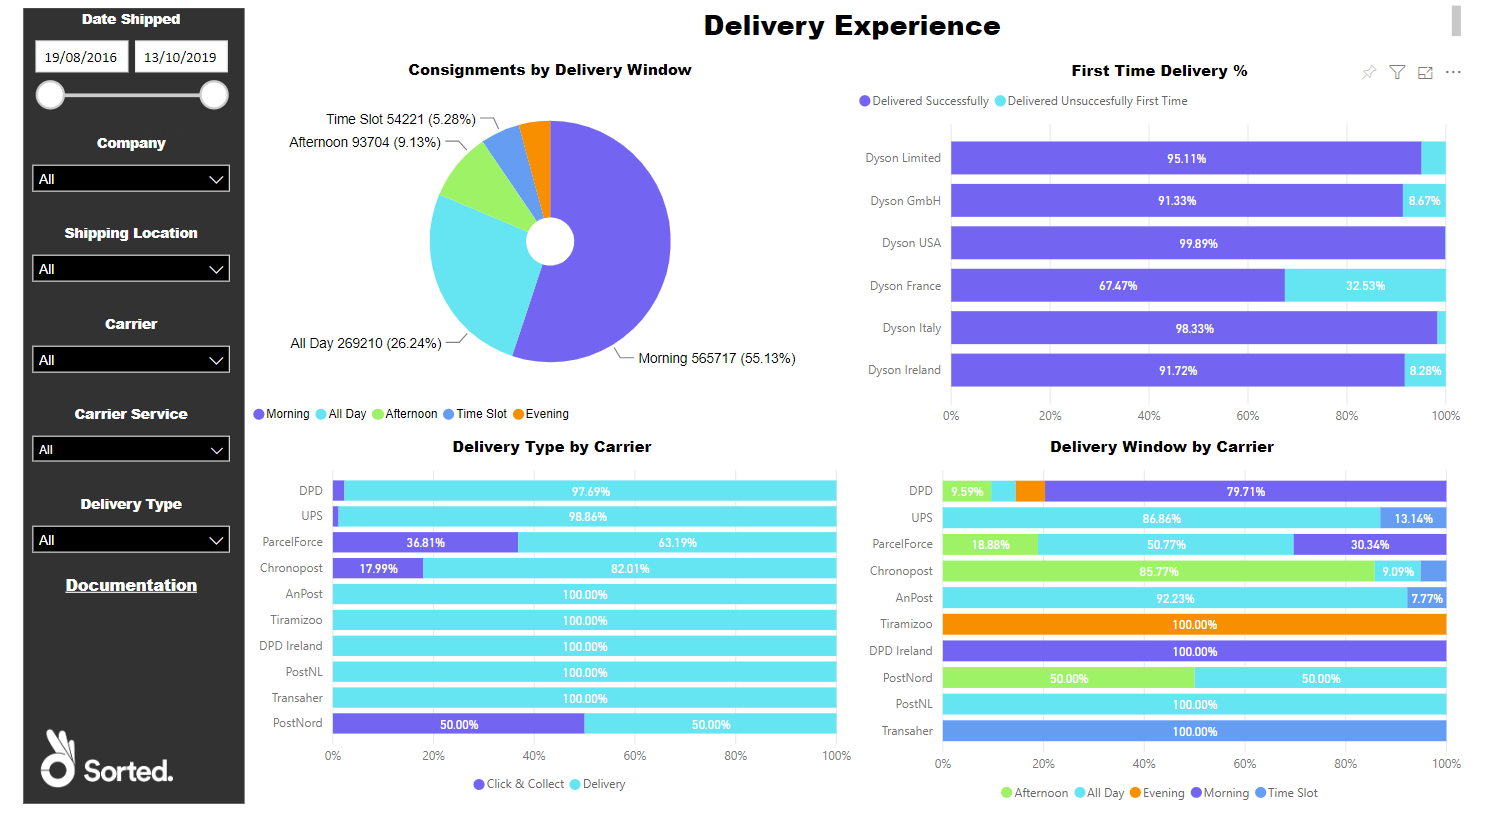 Delivery Experience
Date Shipped
19/08/2016 13/10/2019
Company
All
Shipping Location
All
Carrier
All
Carrier Service
All
Delivery Type
All
Documentation
Sorted.
Consignments by Delivery Window
Time Slot 54221 (5.28%)
Afternoon 93704 (9.13%)
All Day 269210 (26.24%)
Morning 565717 (55.13%)
Morning All Day Afternoon Time Slot Evening
First Time Delivery %
Delivered Successfully Delivered Unsuccesfully First Time
Dyson Limited 95.11%
Dyson GmbH 91.33% 8.67%
Dyson USA 99.89%
Dyson France 67.47% 32.53%
Dyson Italy 98.33%
Dyson Ireland 91.72% 8.28%
0% 20% 40% 60% 80% 100%
Delivery Type by Carrier
DPD 97.69%
UPS 98.86%
ParcelForce 36.81% 63.19%
Chronopost 17.99% 82.01%
AnPost 100.00%
Tiramizoo 100.00%
DPD Ireland 100.00%
PostNL 100.00%
Transaher 100.00%
PostNord 50.00% 50.00%
0% 20% 40% 60% 80% 100%
Click & Collect Delivery
Delivery Window by Carrier
DPD 9.59% 79.71%
UPS 86.86% 13.14%
ParcelForce 18.88% 50.77% 30.34%
Chronopost 85.77% 9.09%
AnPost 92.23% 7.77%
Tiramizoo 100.00%
DPD Ireland 100.00%
PostNord 50.00% 50.00%
PostNL 100.00%
Transaher 100.00%
0% 20% 40% 60% 80% 100%
Afternoon All Day Evening Morning Time Slot